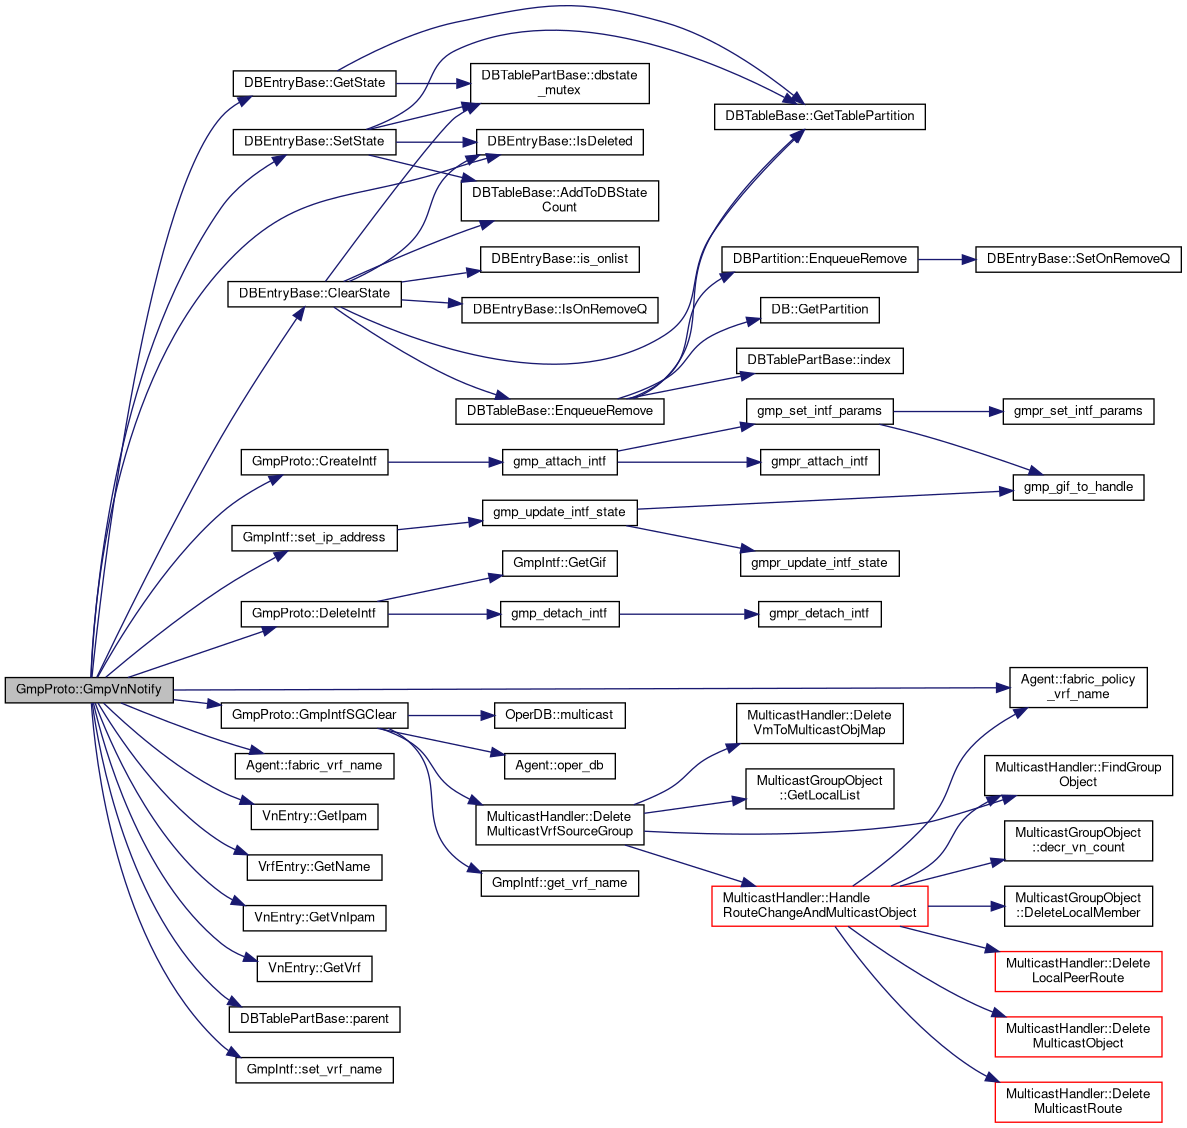 GmpProto::GmpVnNotify
DBEntryBase::GetState
DBEntryBase::SetState
DBEntryBase::ClearState
GmpProto::CreateIntf
GmpIntf::set_ip_address
GmpProto::DeleteIntf
GmpProto::GmpIntfSGClear
Agent::fabric_vrf_name
VnEntry::GetIpam
VrfEntry::GetName
VnEntry::GetVnIpam
VnEntry::GetVrf
DBTablePartBase::parent
GmpIntf::set_vrf_name
DBTablePartBase::dbstate
_mutex
DBEntryBase::IsDeleted
DBTableBase::AddToDBState
Count
DBEntryBase::is_onlist
DBEntryBase::IsOnRemoveQ
DBTableBase::EnqueueRemove
gmp_attach_intf
gmp_update_intf_state
GmpIntf::GetGif
gmp_detach_intf
OperDB::multicast
Agent::oper_db
MulticastHandler::Delete
MulticastVrfSourceGroup
GmpIntf::get_vrf_name
DBTableBase::GetTablePartition
DBPartition::EnqueueRemove
DB::GetPartition
DBTablePartBase::index
gmp_set_intf_params
gmpr_attach_intf
gmpr_update_intf_state
gmpr_detach_intf
MulticastHandler::Delete
VmToMulticastObjMap
MulticastGroupObject
::GetLocalList
MulticastHandler::Handle
RouteChangeAndMulticastObject
DBEntryBase::SetOnRemoveQ
gmpr_set_intf_params
gmp_gif_to_handle
Agent::fabric_policy
_vrf_name
MulticastHandler::FindGroup
Object
MulticastGroupObject
::decr_vn_count
MulticastGroupObject
::DeleteLocalMember
MulticastHandler::Delete
LocalPeerRoute
MulticastHandler::Delete
MulticastObject
MulticastHandler::Delete
MulticastRoute